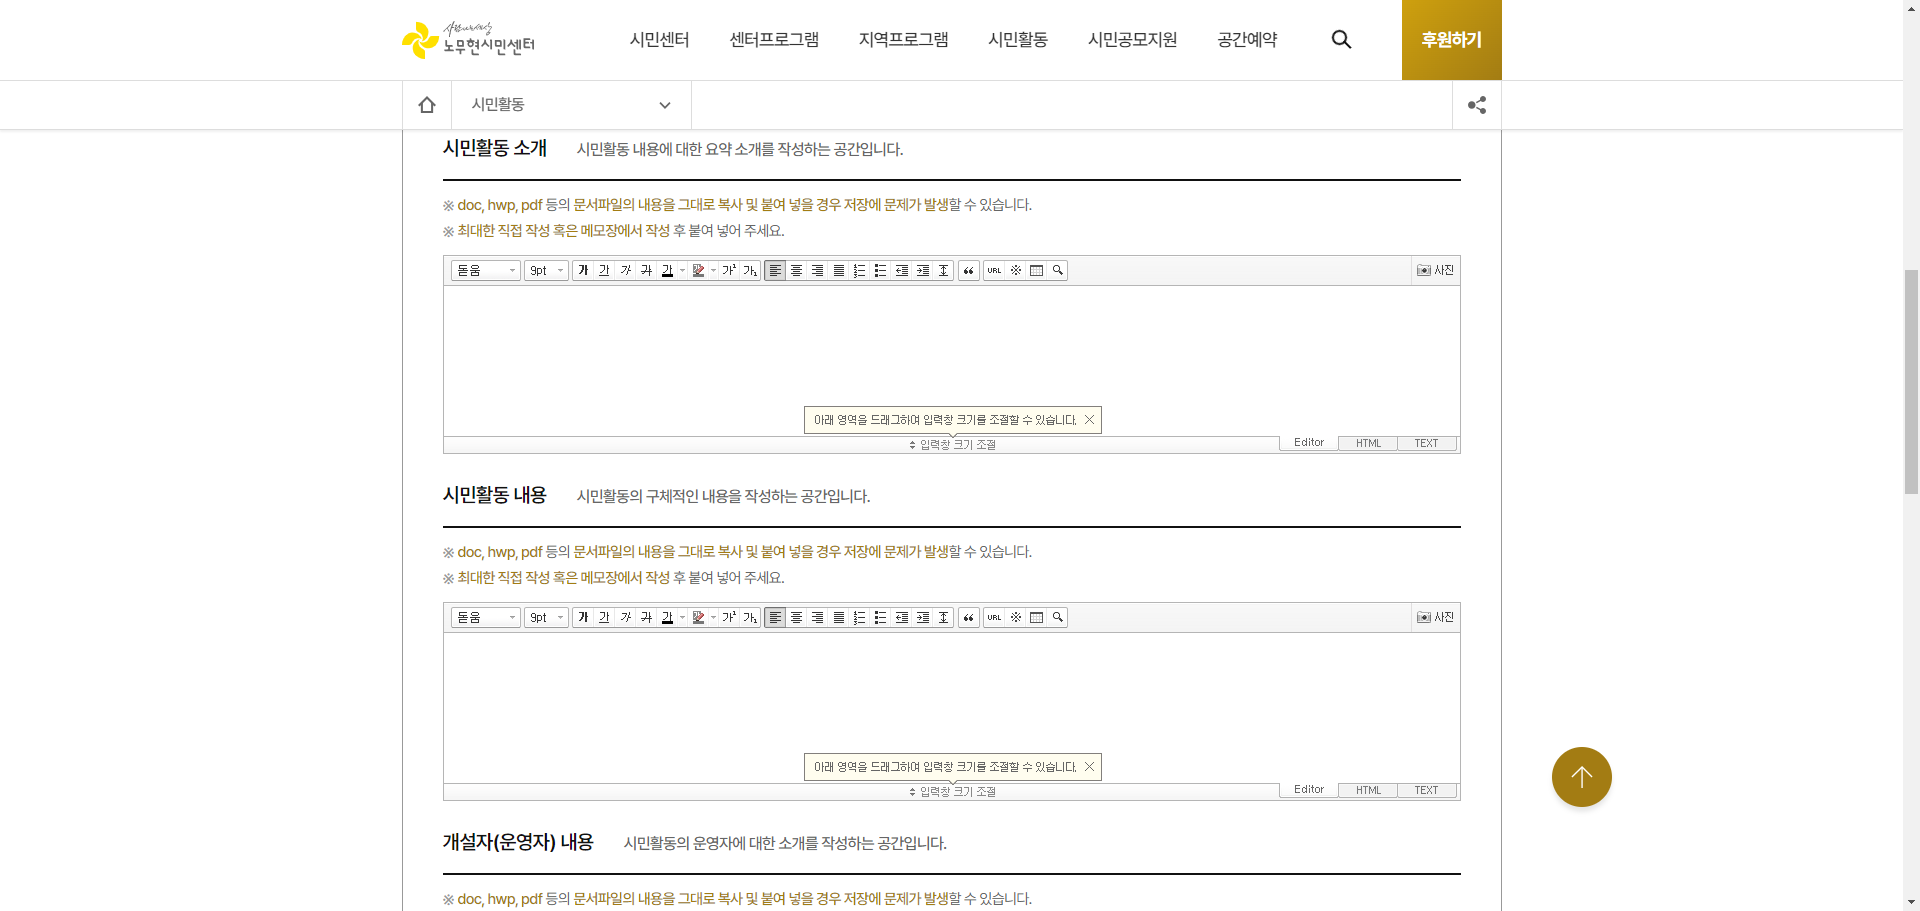 사람사는세상
노무현시민센터
시민센터
센터프로그램
지역프로그램
시민활동
시민공모지원
공간예약
후원하기
시민활동
시민활동 소개 시민활동 내용에 대한 요약 소개를 작성하는 공간입니다.
※ doc, hwp, pdf 등의 문서파일의 내용을 그대로 복사 및 붙여 넣을 경우 저장에 문제가 발생할 수 있습니다.
※ 최대한 직접 작성 혹은 메모장에서 작성 후 붙여 넣어 주세요.
돋움 9pt 가 가 가 가 가 가¹ 가₁ URL ※ 사진
아래 영역을 드래그하여 입력창 크기를 조절할 수 있습니다.
입력창 크기 조절 Editor HTML TEXT
시민활동 내용 시민활동의 구체적인 내용을 작성하는 공간입니다.
※ doc, hwp, pdf 등의 문서파일의 내용을 그대로 복사 및 붙여 넣을 경우 저장에 문제가 발생할 수 있습니다.
※ 최대한 직접 작성 혹은 메모장에서 작성 후 붙여 넣어 주세요.
돋움 9pt 가 가 가 가 가 가¹ 가₁ URL ※ 사진
아래 영역을 드래그하여 입력창 크기를 조절할 수 있습니다.
입력창 크기 조절 Editor HTML TEXT
개설자(운영자) 내용 시민활동의 운영자에 대한 소개를 작성하는 공간입니다.
※ doc, hwp, pdf 등의 문서파일의 내용을 그대로 복사 및 붙여 넣을 경우 저장에 문제가 발생할 수 있습니다.